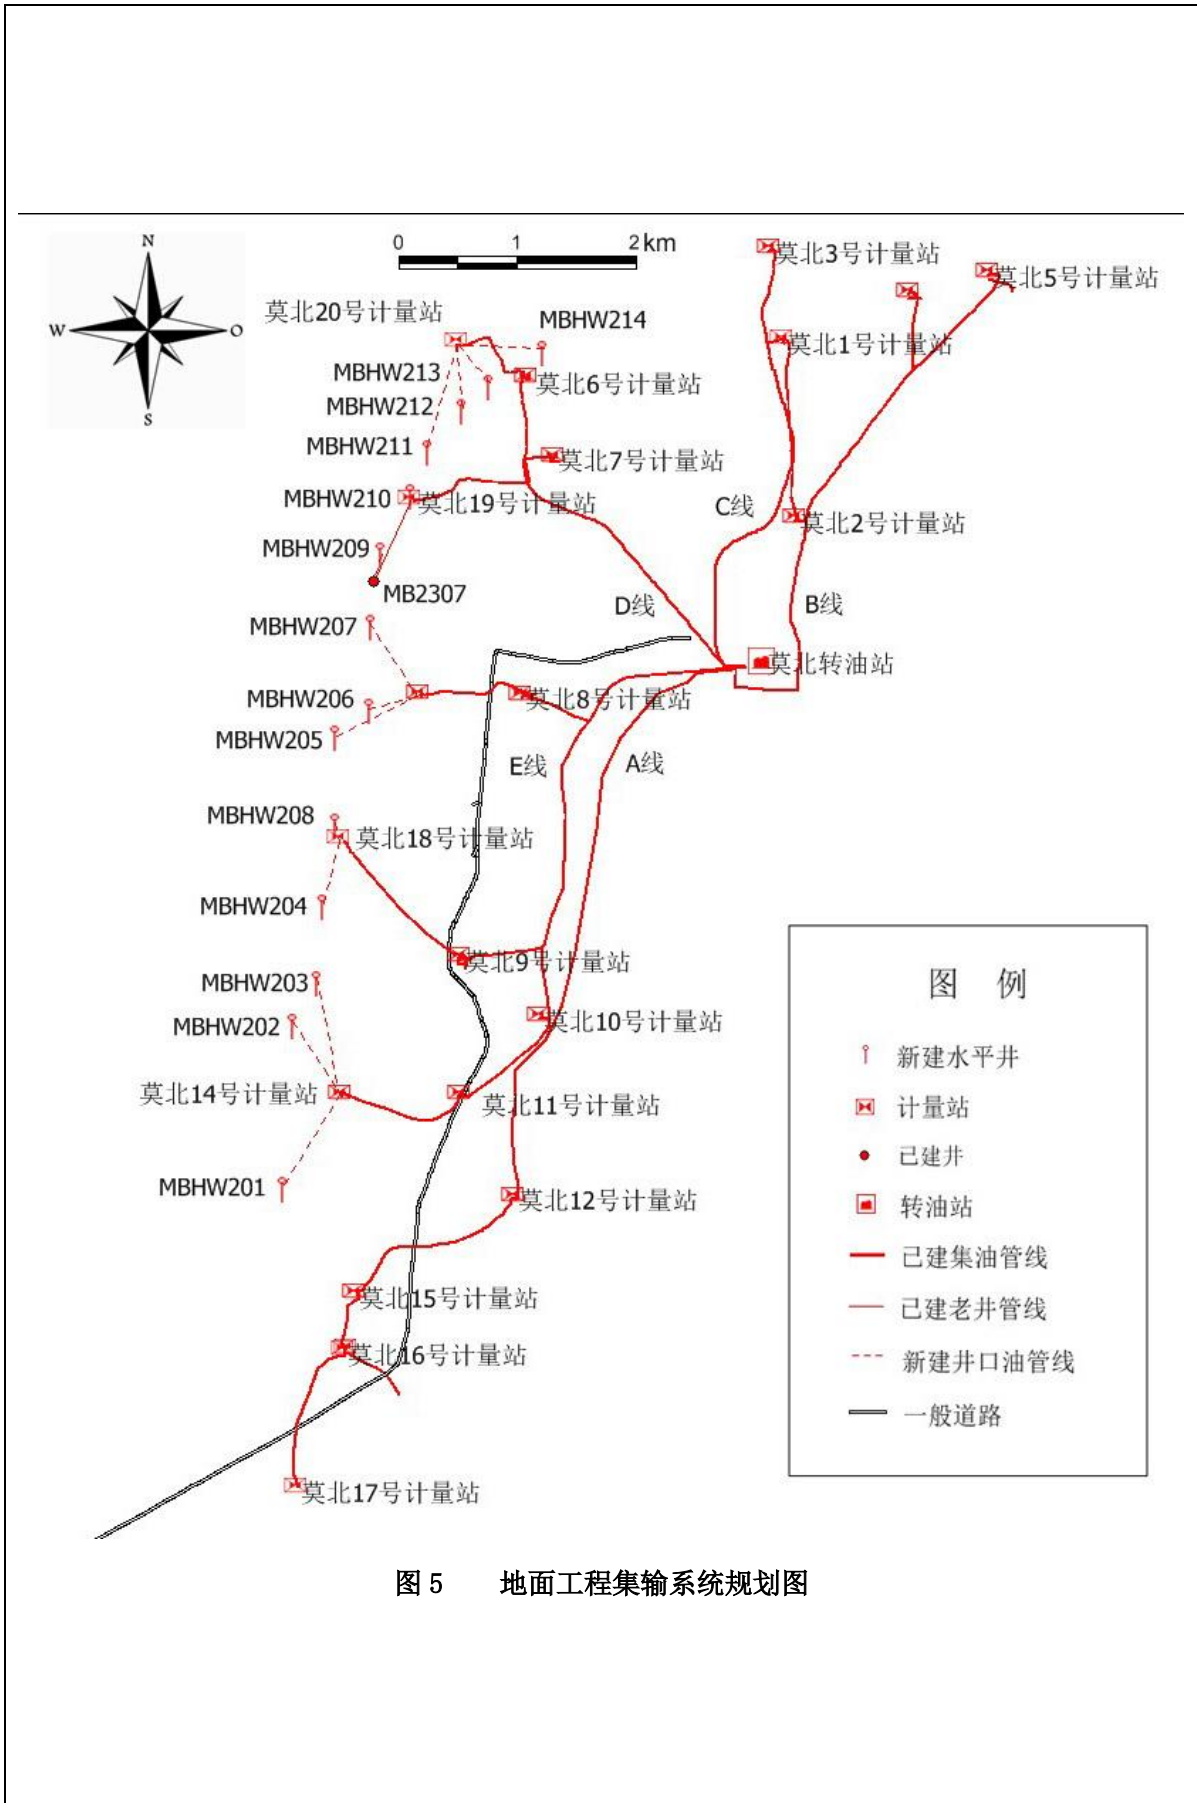 N
W
O
S
0 1 2 km
莫北3号计量站
莫北5号计量站
莫北20号计量站
MBHW214
莫北1号计量站
MBHW213
莫北6号计量站
MBHW212
MBHW211
莫北7号计量站
MBHW210
莫北19号计量站
C线
莫北2号计量站
MBHW209
MB2307
D线
B线
MBHW207
莫北转油站
MBHW206
莫北8号计量站
MBHW205
E线
A线
MBHW208
莫北18号计量站
MBHW204
莫北9号计量站
MBHW203
MBHW202
莫北10号计量站
莫北14号计量站
莫北11号计量站
MBHW201
莫北12号计量站
莫北15号计量站
莫北16号计量站
莫北17号计量站
图 例
新建水平井
计量站
已建井
转油站
已建集油管线
已建老井管线
新建井口油管线
一般道路
图 5 地面工程集输系统规划图